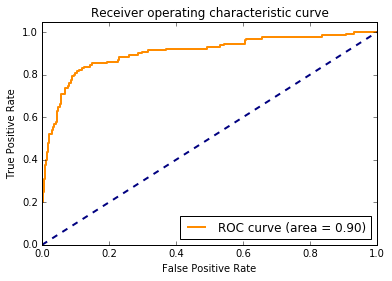 Receiver operating characteristic curve
True Positive Rate
1.0
0.8
0.6
0.4
0.2
0.0
ROC curve (area = 0.90)
0.0 0.2 0.4 0.6 0.8 1.0
False Positive Rate